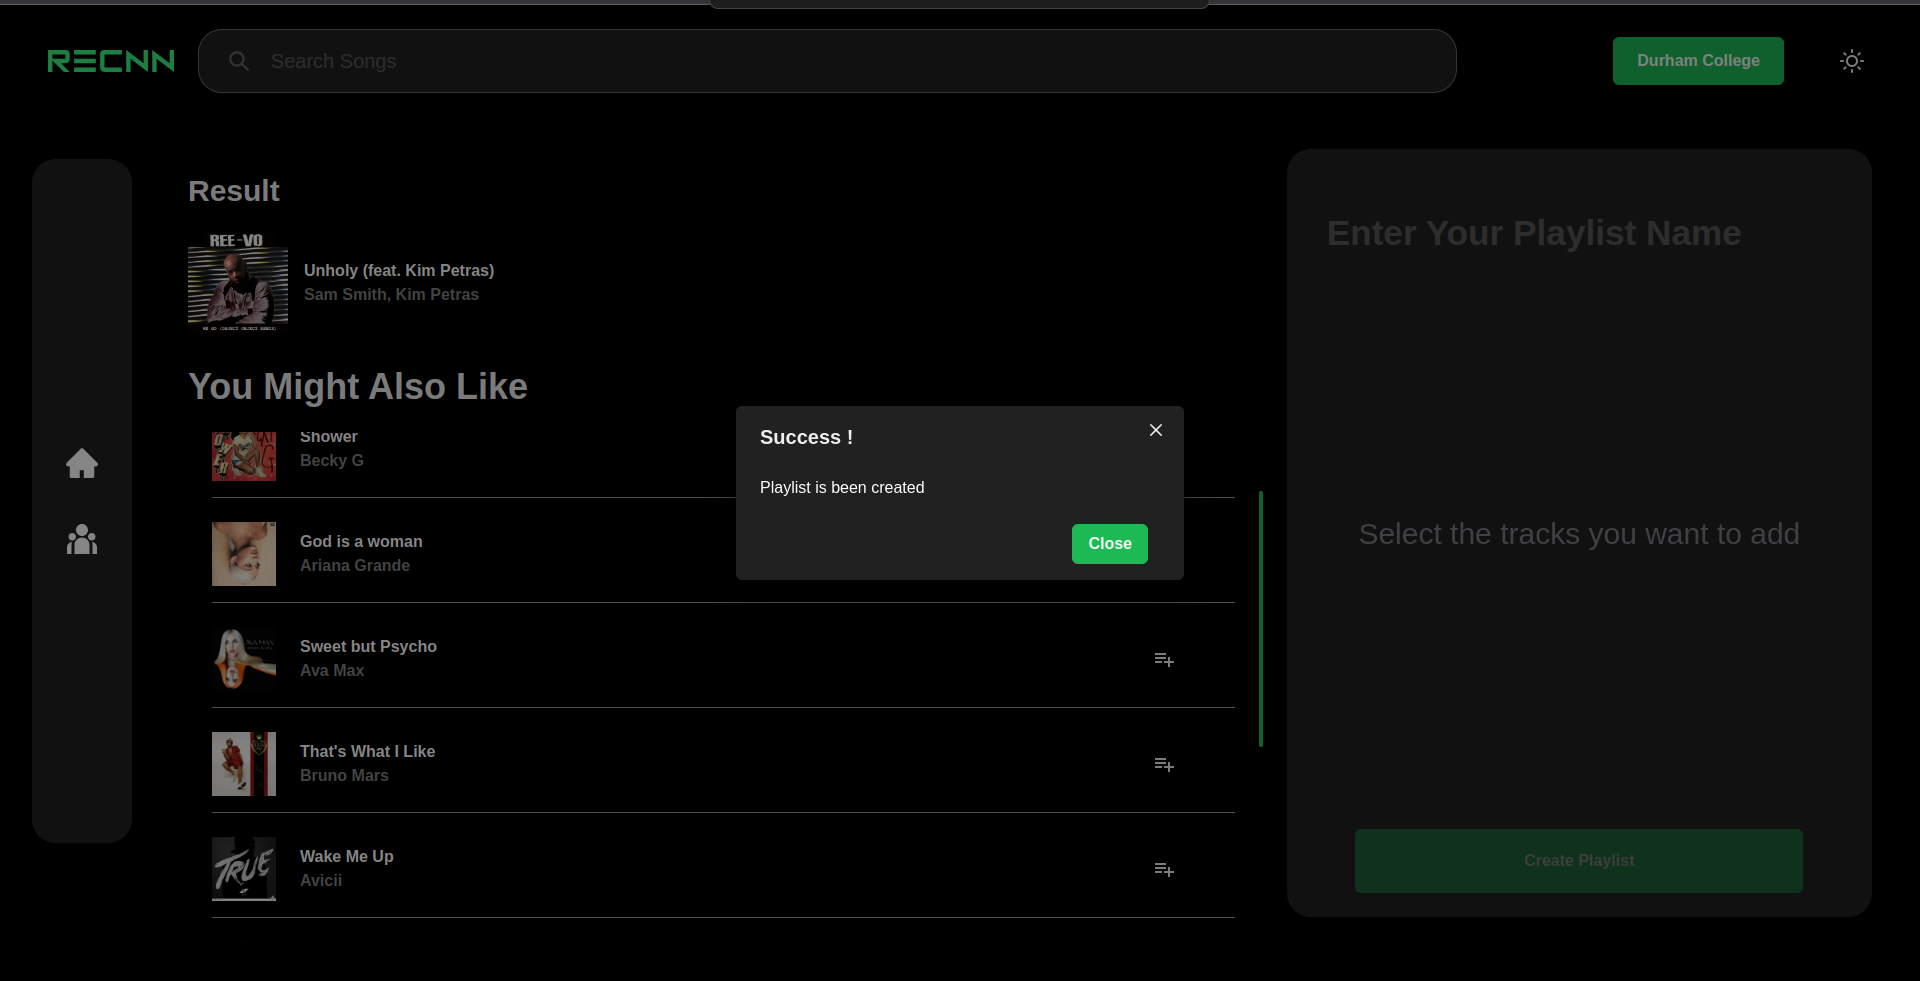 RECNN
Search Songs
Durham College
Result
REE-VO
Unholy (feat. Kim Petras)
Sam Smith, Kim Petras
You Might Also Like
Shower
Becky G
God is a woman
Ariana Grande
Sweet but Psycho
Ava Max
That's What I Like
Bruno Mars
TRUE
Wake Me Up
Avicii
Success !
Playlist is been created
Close
Enter Your Playlist Name
Select the tracks you want to add
Create Playlist